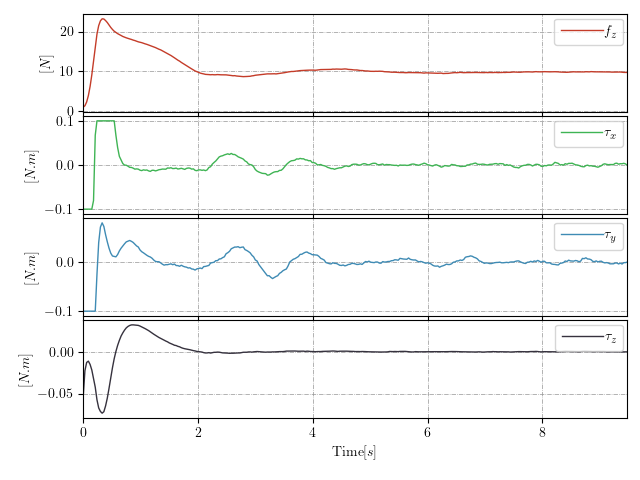 20
10
0
[N]
f_z
0.1
0.0
−0.1
[N.m]
τ_x
0.0
−0.1
[N.m]
τ_y
0.00
−0.05
[N.m]
τ_z
0 2 4 6 8
Time[s]